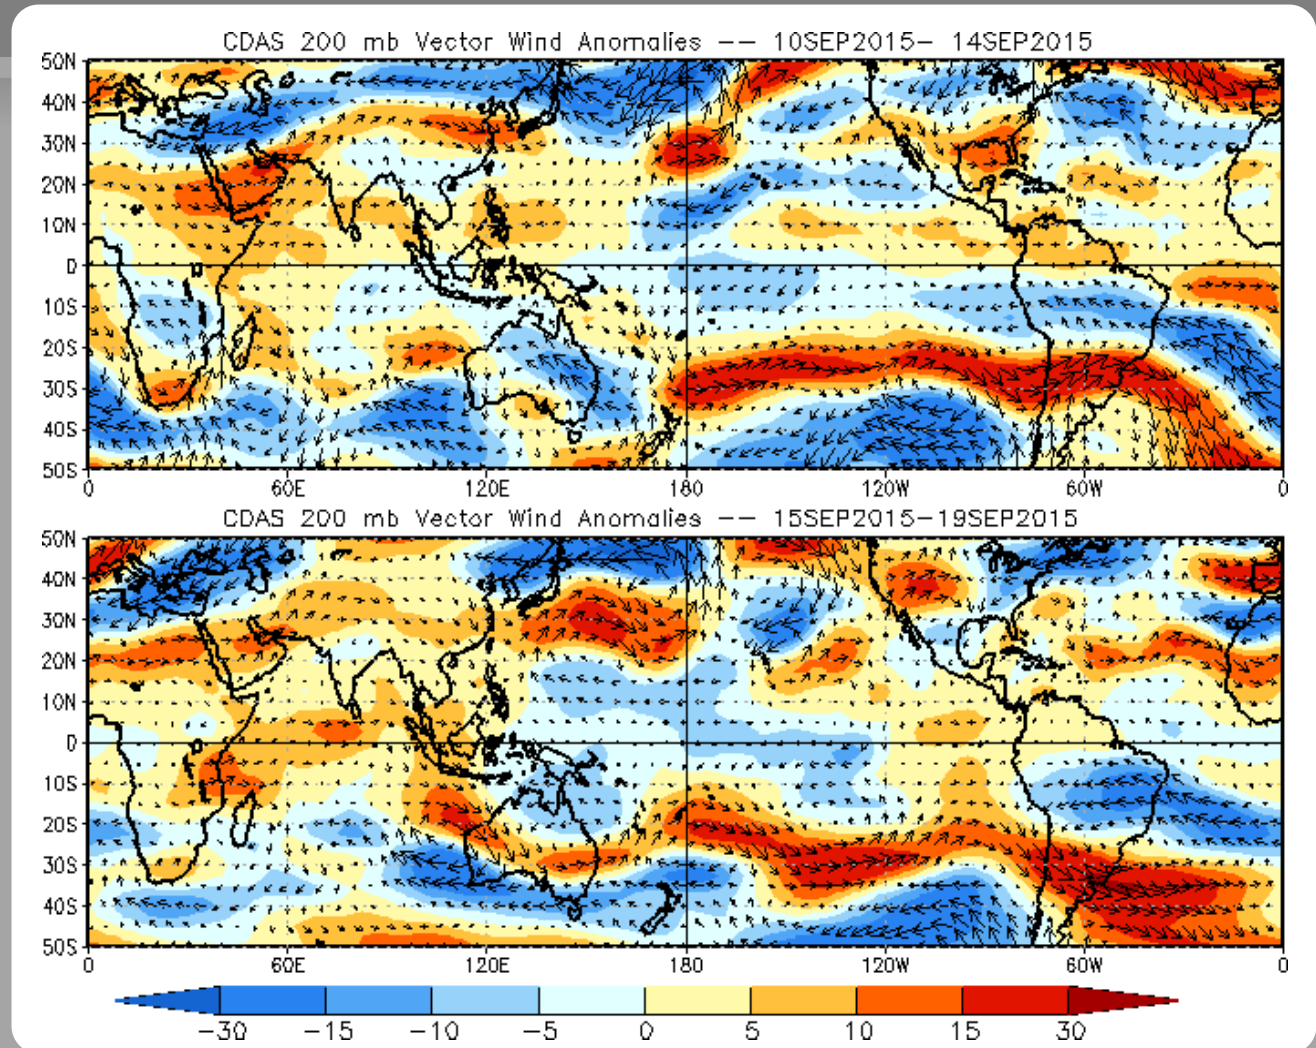 CDAS 200 mb Vector Wind Anomalies -- 10SEP2015- 14SEP2015
50N
40N
30N
20N
10N
0
10S
20S
30S
40S
50S
0 60E 120E 180 120W 60W 0
CDAS 200 mb Vector Wind Anomalies -- 15SEP2015-19SEP2015
50N
40N
30N
20N
10N
0
10S
20S
30S
40S
50S
0 60E 120E 180 120W 60W 0
-30 -15 -10 -5 0 5 10 15 30